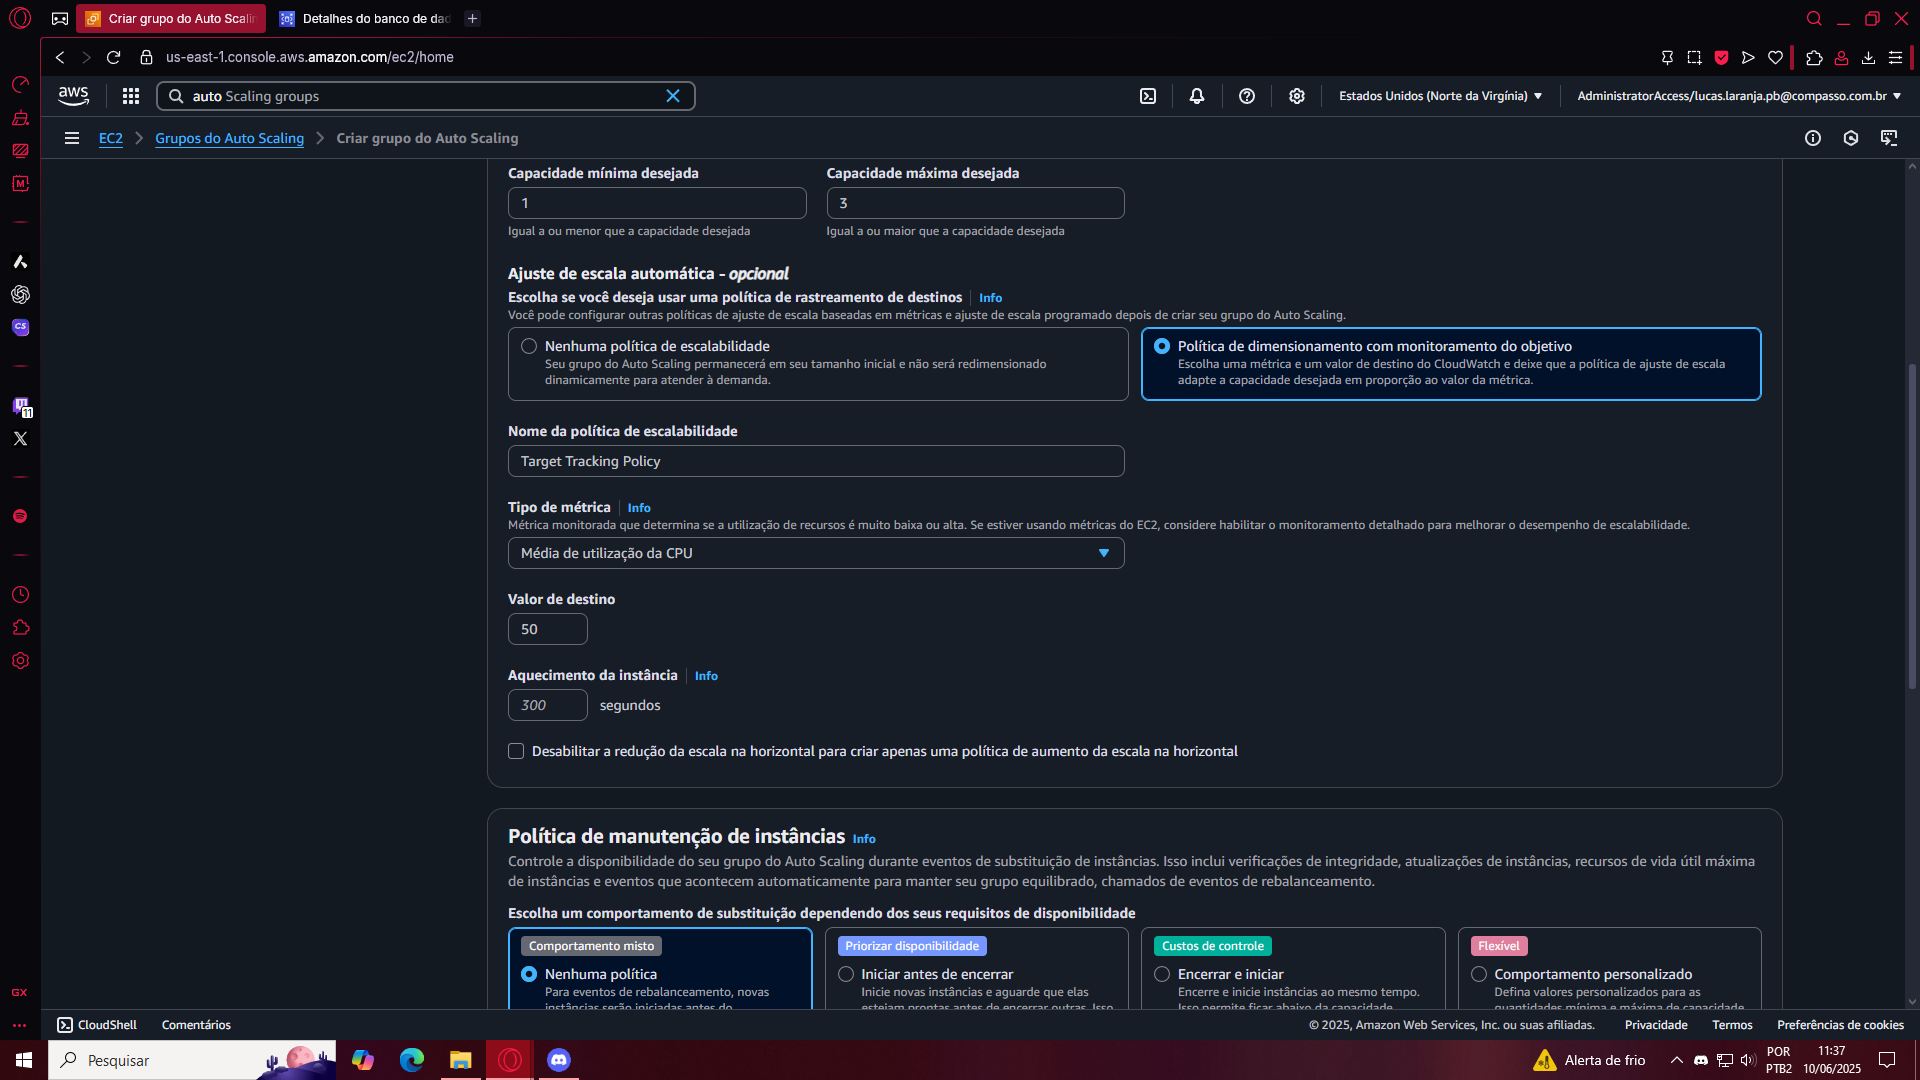 Criar grupo do Auto Scalin
Detalhes do banco de dad
us-east-1.console.aws.amazon.com/ec2/home
aws
auto Scaling groups
Estados Unidos (Norte da Virgínia)
AdministratorAccess/lucas.laranja.pb@compasso.com.br
EC2
Grupos do Auto Scaling
Criar grupo do Auto Scaling
Capacidade mínima desejada
Capacidade máxima desejada
1
3
Igual a ou menor que a capacidade desejada
Igual a ou maior que a capacidade desejada
Ajuste de escala automática - opcional
Escolha se você deseja usar uma política de rastreamento de destinos Info
Você pode configurar outras políticas de ajuste de escala baseadas em métricas e ajuste de escala programado depois de criar seu grupo do Auto Scaling.
Nenhuma política de escalabilidade
Seu grupo do Auto Scaling permanecerá em seu tamanho inicial e não será redimensionado
dinamicamente para atender à demanda.
Política de dimensionamento com monitoramento do objetivo
Escolha uma métrica e um valor de destino do CloudWatch e deixe que a política de ajuste de escala
adapte a capacidade desejada em proporção ao valor da métrica.
Nome da política de escalabilidade
Target Tracking Policy
Tipo de métrica Info
Métrica monitorada que determina se a utilização de recursos é muito baixa ou alta. Se estiver usando métricas do EC2, considere habilitar o monitoramento detalhado para melhorar o desempenho de escalabilidade.
Média de utilização da CPU
Valor de destino
50
Aquecimento da instância Info
300 segundos
Desabilitar a redução da escala na horizontal para criar apenas uma política de aumento da escala na horizontal
Política de manutenção de instâncias Info
Controle a disponibilidade do seu grupo do Auto Scaling durante eventos de substituição de instâncias. Isso inclui verificações de integridade, atualizações de instâncias, recursos de vida útil máxima
de instâncias e eventos que acontecem automaticamente para manter seu grupo equilibrado, chamados de eventos de rebalanceamento.
Escolha um comportamento de substituição dependendo dos seus requisitos de disponibilidade
Comportamento misto
Nenhuma política
Para eventos de rebalanceamento, novas
instâncias serão iniciadas antes do
Priorizar disponibilidade
Iniciar antes de encerrar
Inicie novas instâncias e aguarde que elas
estejam prontas antes de encerrar outras. Isso
Custos de controle
Encerrar e iniciar
Encerre e inicie instâncias ao mesmo tempo.
Isso permite ficar abaixo da capacidade
Flexível
Comportamento personalizado
Defina valores personalizados para as
quantidades mínima e máxima de capacidade
CS
M
11
GX
CloudShell
Comentários
© 2025, Amazon Web Services, Inc. ou suas afiliadas.
Privacidade
Termos
Preferências de cookies
Pesquisar
Alerta de frio
POR
PTB2
11:37
10/06/2025